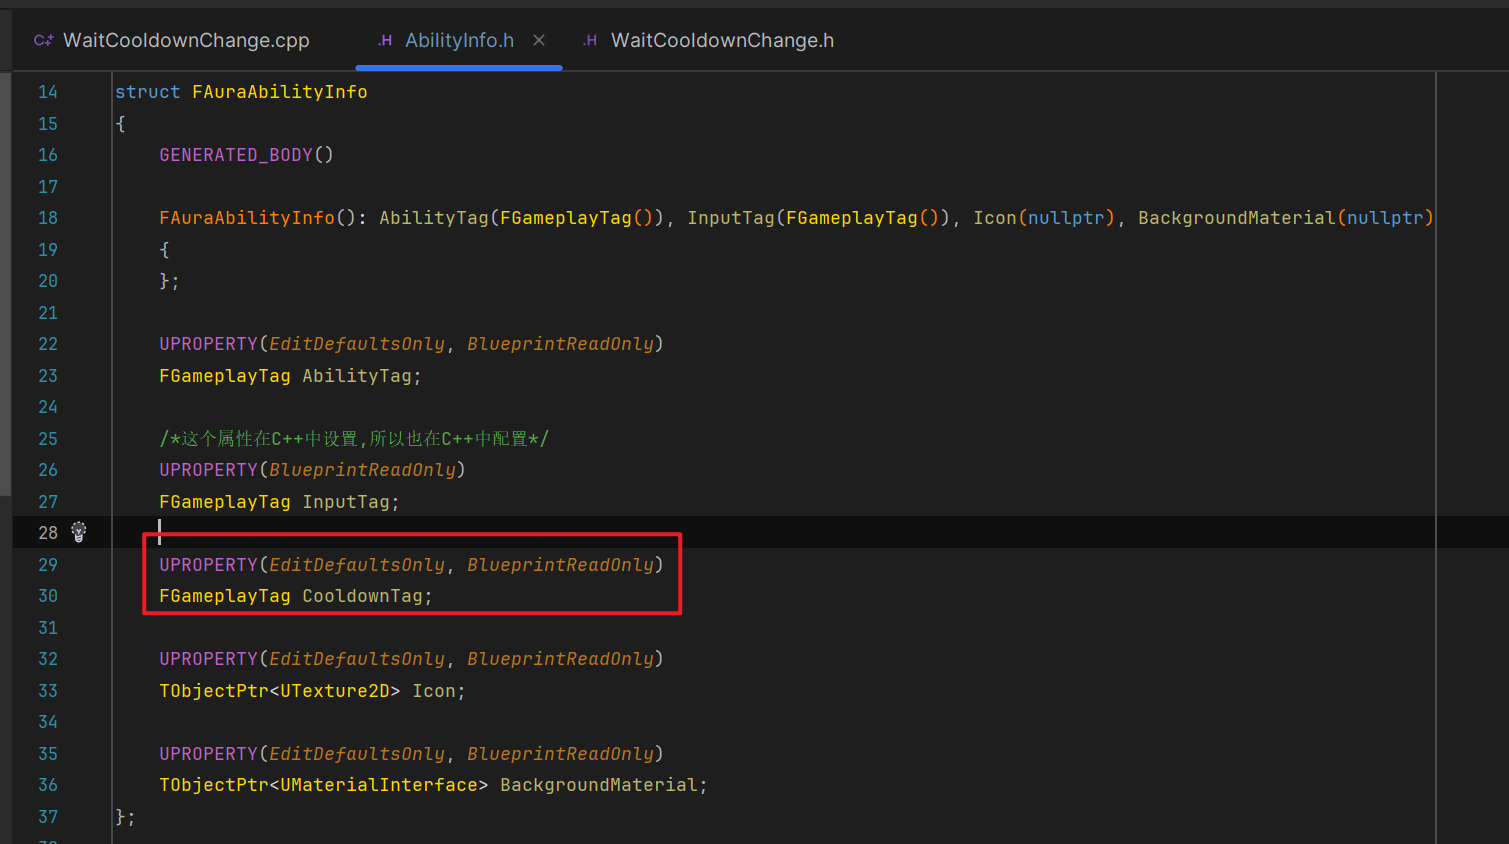 C++ WaitCooldownChange.cpp
.H AbilityInfo.h ×
.H WaitCooldownChange.h
14 struct FAuraAbilityInfo
15 {
16 GENERATED_BODY()
17
18 FAuraAbilityInfo(): AbilityTag(FGameplayTag()), InputTag(FGameplayTag()), Icon(nullptr), BackgroundMaterial(nullptr)
19 {
20 };
21
22 UPROPERTY(EditDefaultsOnly, BlueprintReadOnly)
23 FGameplayTag AbilityTag;
24
25 /*这个属性在C++中设置,所以也在C++中配置*/
26 UPROPERTY(BlueprintReadOnly)
27 FGameplayTag InputTag;
28
29 UPROPERTY(EditDefaultsOnly, BlueprintReadOnly)
30 FGameplayTag CooldownTag;
31
32 UPROPERTY(EditDefaultsOnly, BlueprintReadOnly)
33 TObjectPtr<UTexture2D> Icon;
34
35 UPROPERTY(EditDefaultsOnly, BlueprintReadOnly)
36 TObjectPtr<UMaterialInterface> BackgroundMaterial;
37 };